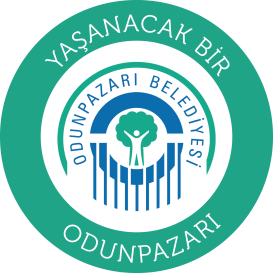 YAŞANACAK BİR
ODUNPAZARI BELEDİYESİ
ODUNPAZARI